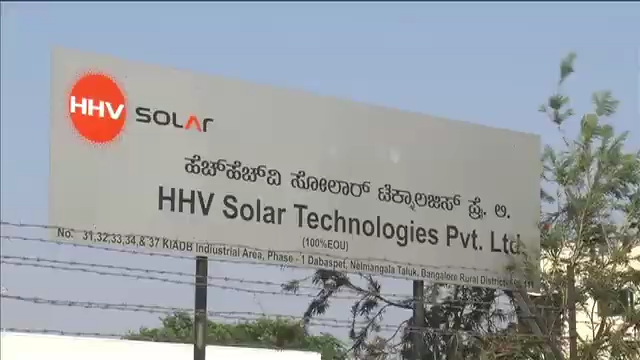 HHV SOLAr
ಹೆಚ್‌ಹೆಚ್‌ವಿ ಸೋಲಾರ್ ಟೆಕ್ನಾಲಜಿಸ್ ಪ್ರೈ. ಲಿ.
HHV Solar Technologies Pvt. Ltd
(100%EOU)
No. 31,32,33,34,& 37 KIADB Industrial Area, Phase - 1 Dabaspet, Nelmangala Taluk, Bangalore Rural District